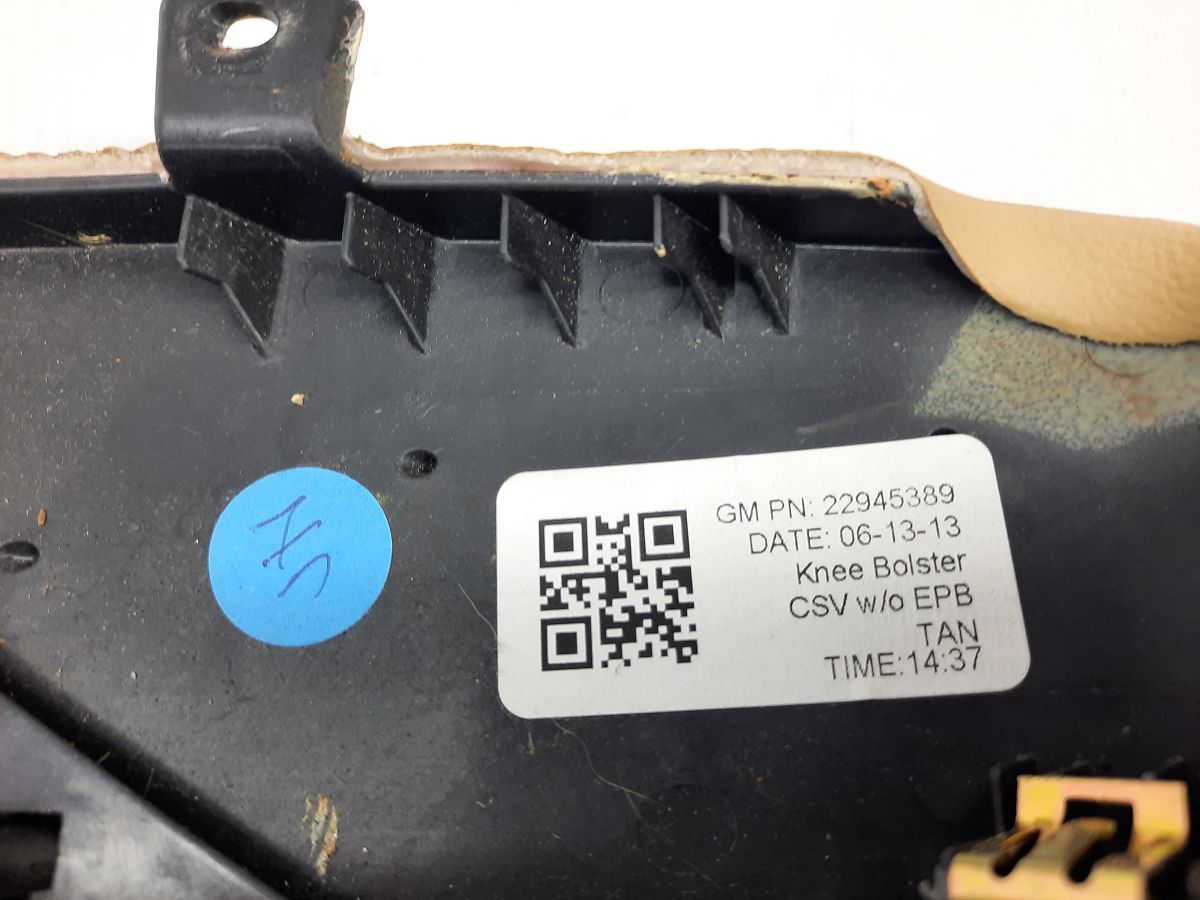 GM PN: 22945389
DATE: 06-13-13
Knee Bolster
CSV w/o EPB
TAN
TIME:14:37